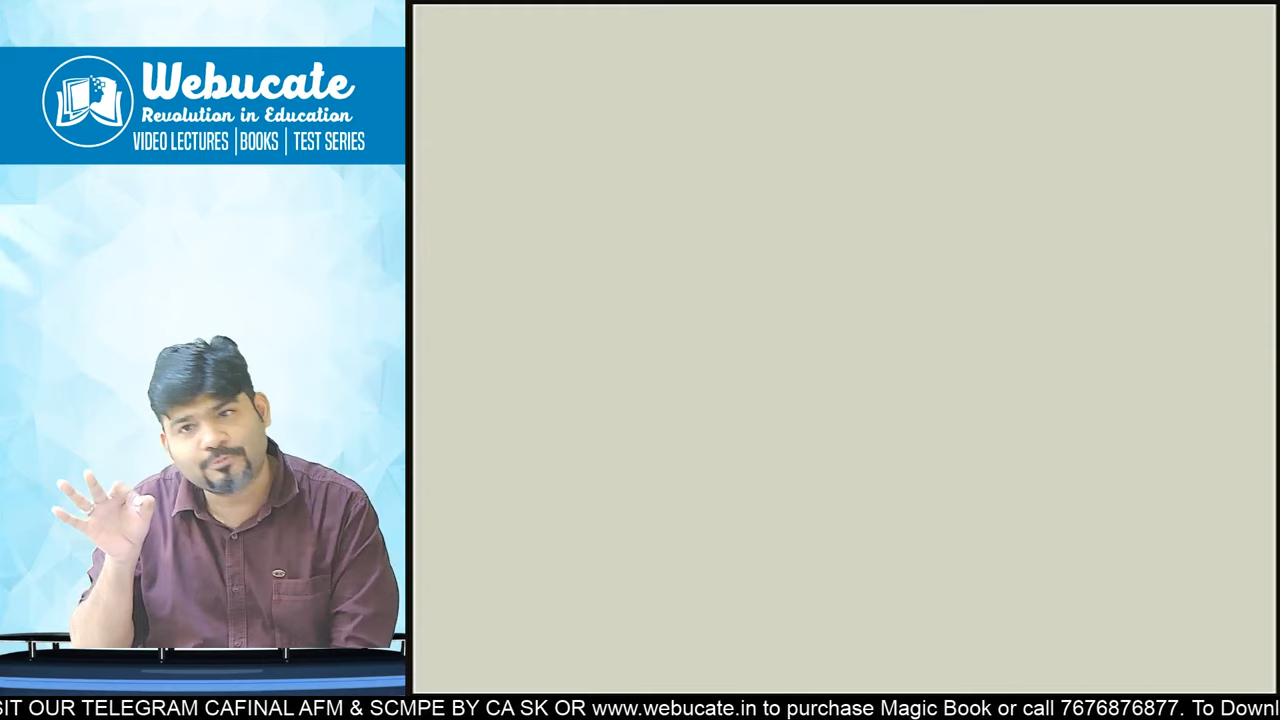 Webucate
Revolution in Education
VIDEO LECTURES | BOOKS | TEST SERIES
SIT OUR TELEGRAM CAFINAL AFM & SCMPE BY CA SK OR www.webucate.in to purchase Magic Book or call 7676876877. To Downl